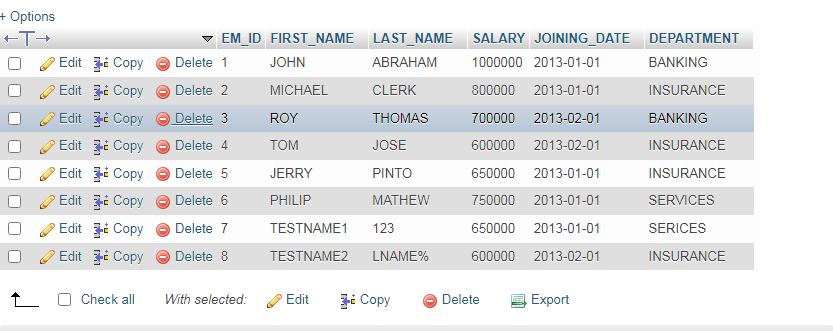 + Options
EM_ID FIRST_NAME LAST_NAME SALARY JOINING_DATE DEPARTMENT
Edit Copy Delete 1 JOHN ABRAHAM 1000000 2013-01-01 BANKING
Edit Copy Delete 2 MICHAEL CLERK 800000 2013-01-01 INSURANCE
Edit Copy Delete 3 ROY THOMAS 700000 2013-02-01 BANKING
Edit Copy Delete 4 TOM JOSE 600000 2013-02-01 INSURANCE
Edit Copy Delete 5 JERRY PINTO 650000 2013-01-01 INSURANCE
Edit Copy Delete 6 PHILIP MATHEW 750000 2013-01-01 SERVICES
Edit Copy Delete 7 TESTNAME1 123 650000 2013-01-01 SERICES
Edit Copy Delete 8 TESTNAME2 LNAME% 600000 2013-02-01 INSURANCE
Check all With selected: Edit Copy Delete Export